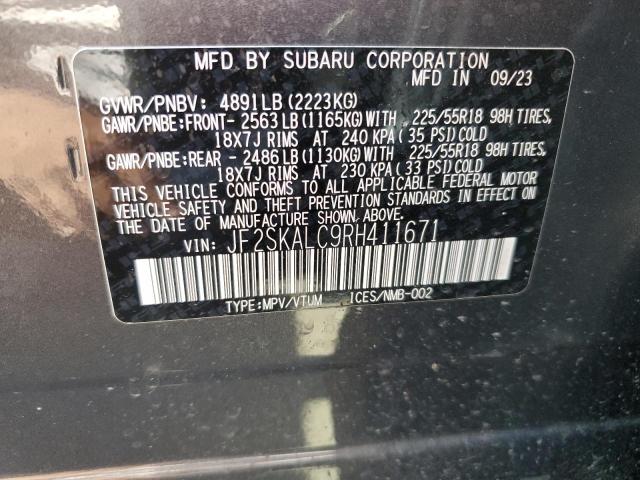 MFD BY SUBARU CORPORATION
MFD IN 09/23
GVWR/PNBV: 4891LB(2223KG)
GAWR/PNBE:FRONT- 2563LB(1165KG)WITH 225/55R18 98H TIRES,
18X7J RIMS AT 240 KPA( 35 PSI)COLD
GAWR/PNBE:REAR - 2486LB(1130KG)WITH 225/55R18 98H TIRES,
18X7J RIMS AT 230 KPA( 33 PSI)COLD
THIS VEHICLE CONFORMS TO ALL APPLICABLE FEDERAL MOTOR
VEHICLE SAFETY AND THEFT PREVENTION STANDARDS IN EFFECT ON
THE DATE OF MANUFACTURE SHOWN ABOVE.
VIN: JF2SKALC9RH411671
TYPE:MPV/VTUM ICES/NMB-002